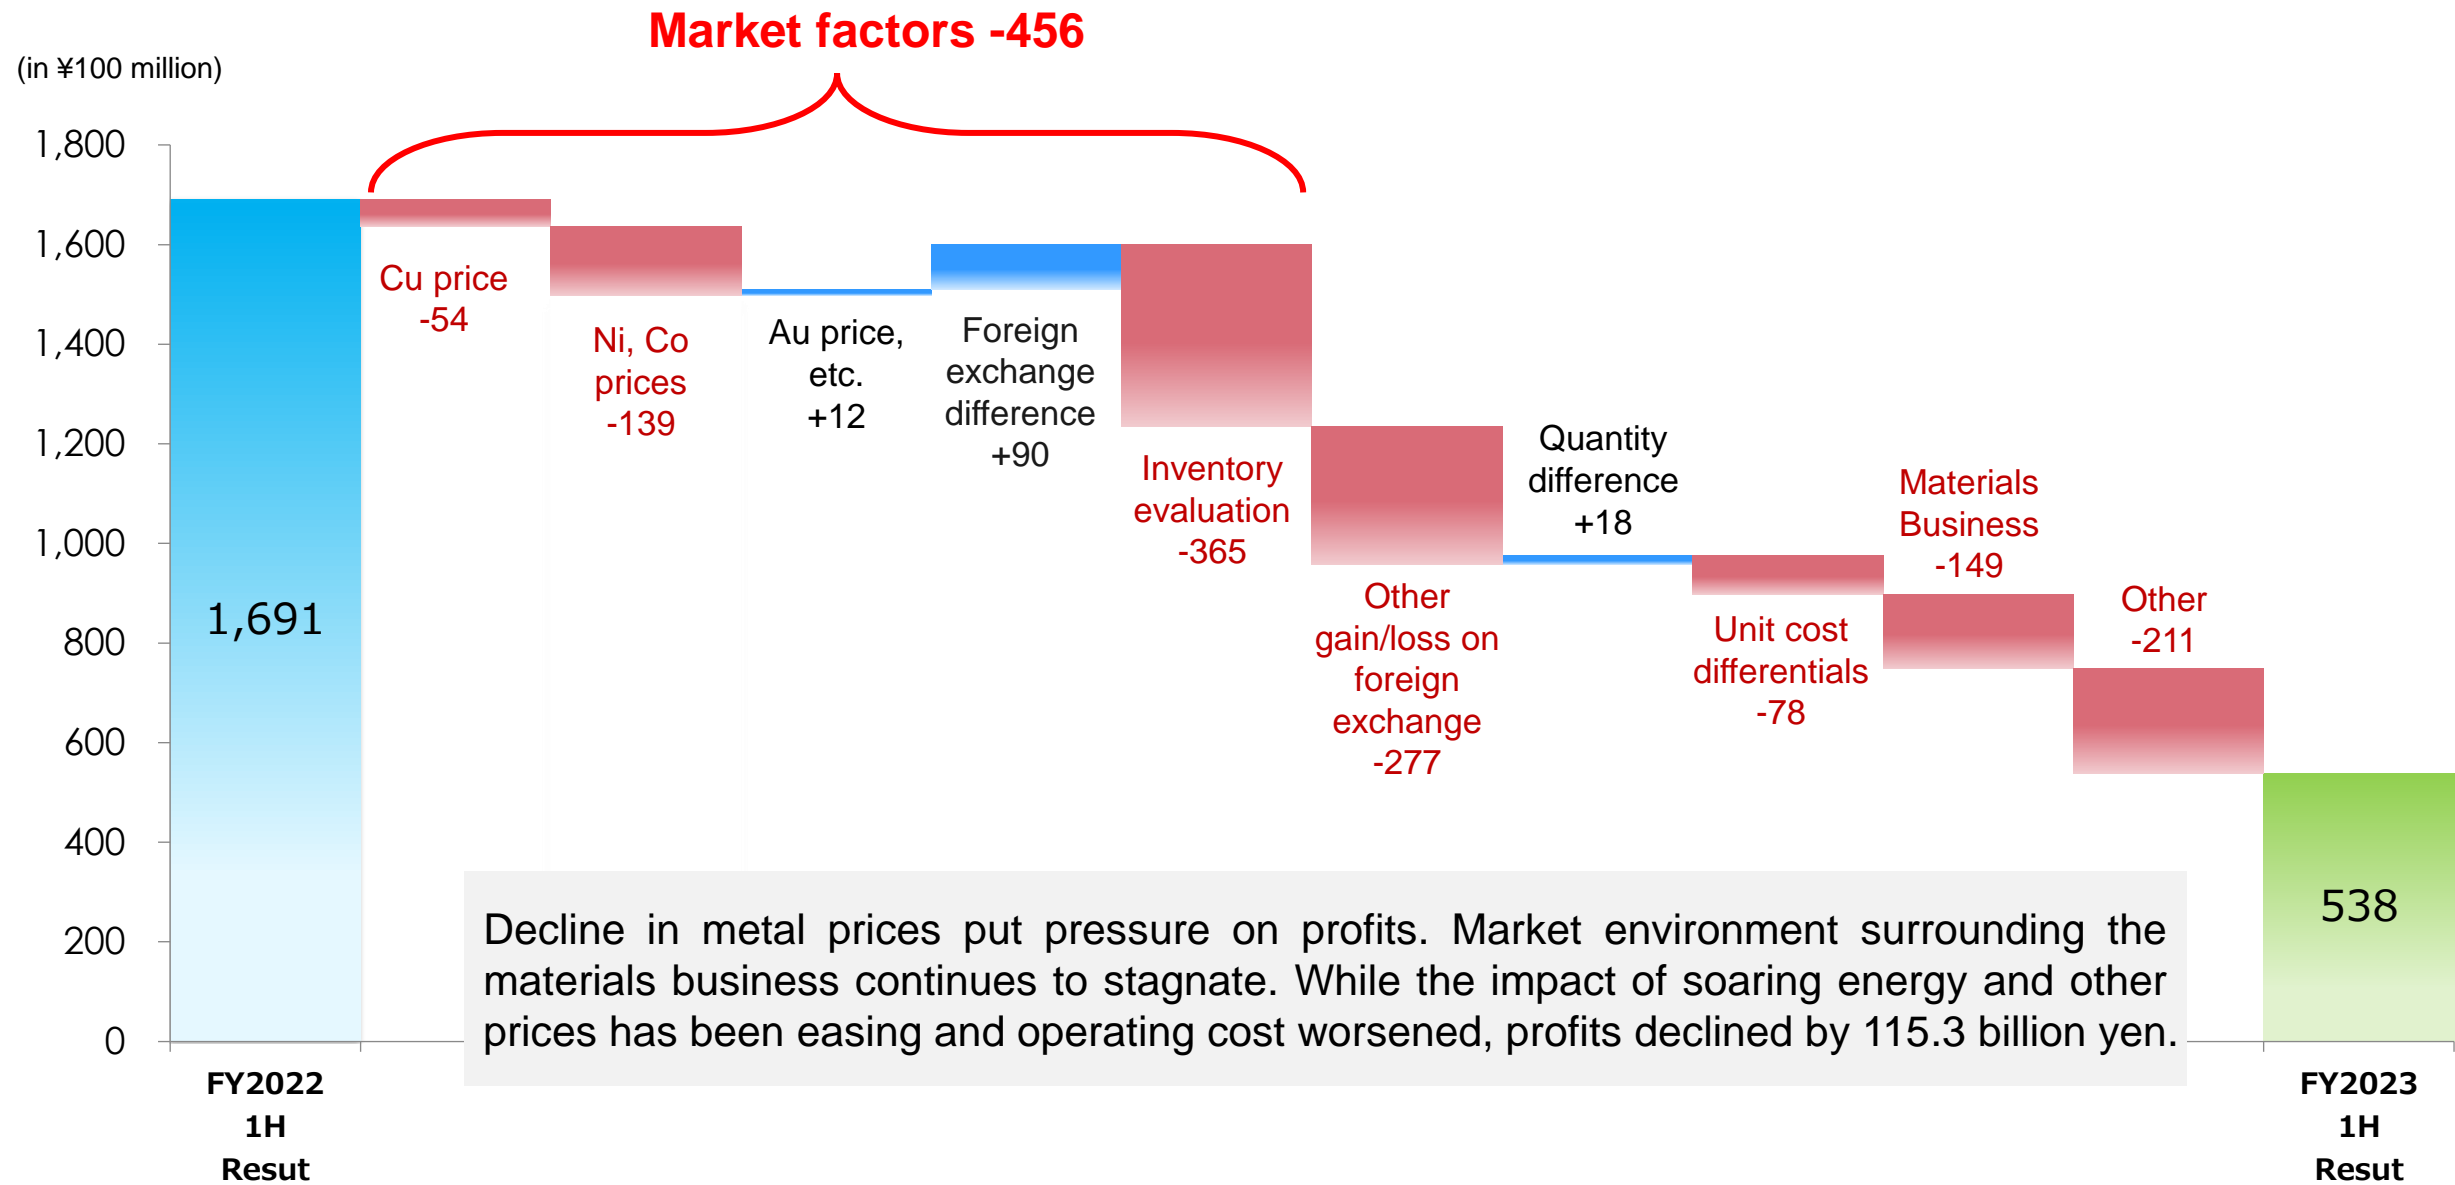 Market factors -456
(in ¥100 million)
1,800
1,600
1,400
1,200
1,000
800
600
400
200
0
1,691
Cu price
-54
Ni, Co
prices
-139
Au price,
etc.
+12
Foreign
exchange
difference
+90
Inventory
evaluation
-365
Other
gain/loss on
foreign
exchange
-277
Quantity
difference
+18
Unit cost
differentials
-78
Materials
Business
-149
Other
-211
538
Decline in metal prices put pressure on profits. Market environment surrounding the
materials business continues to stagnate. While the impact of soaring energy and other
prices has been easing and operating cost worsened, profits declined by 115.3 billion yen.
FY2022
1H
Resut
FY2023
1H
Resut